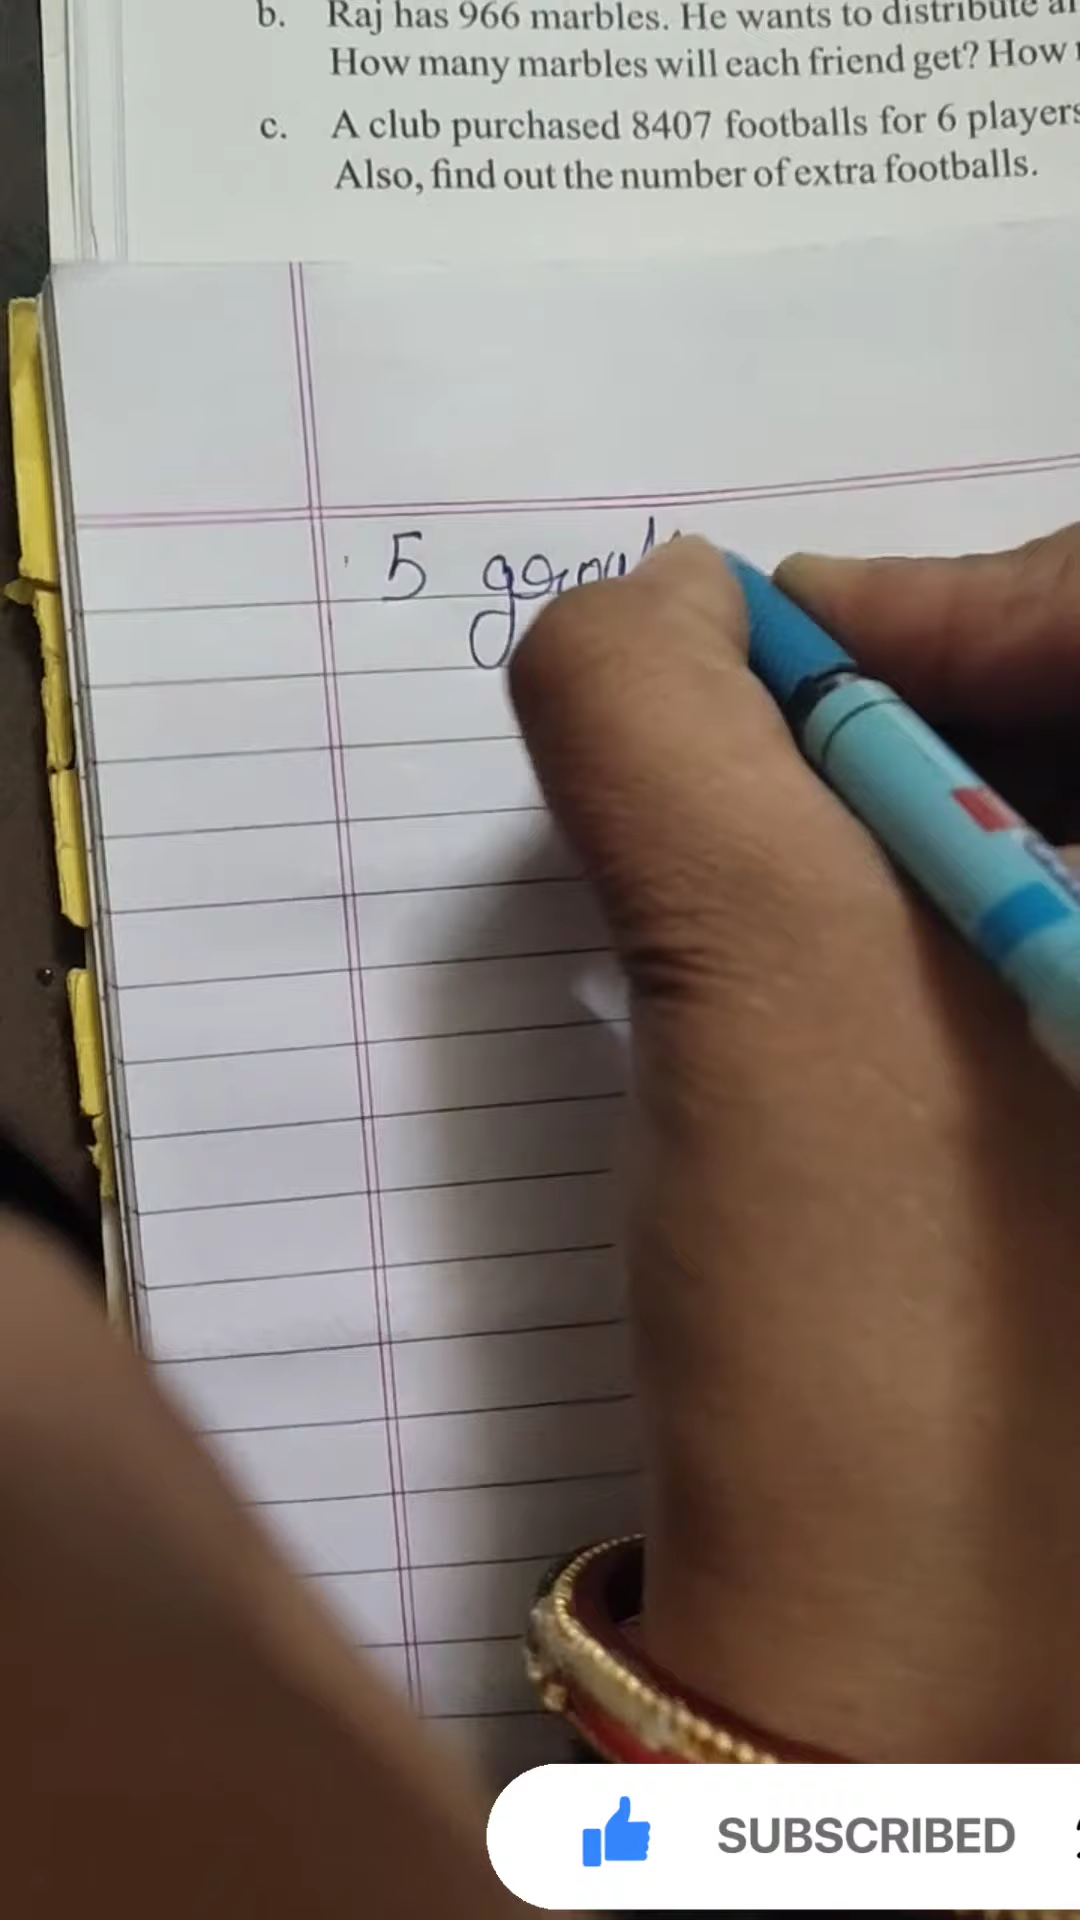 b. Raj has 966 marbles. He wants to distribute
How many marbles will each friend get? How
c. A club purchased 8407 footballs for 6 players
Also, find out the number of extra footballs.
5
SUBSCRIBED